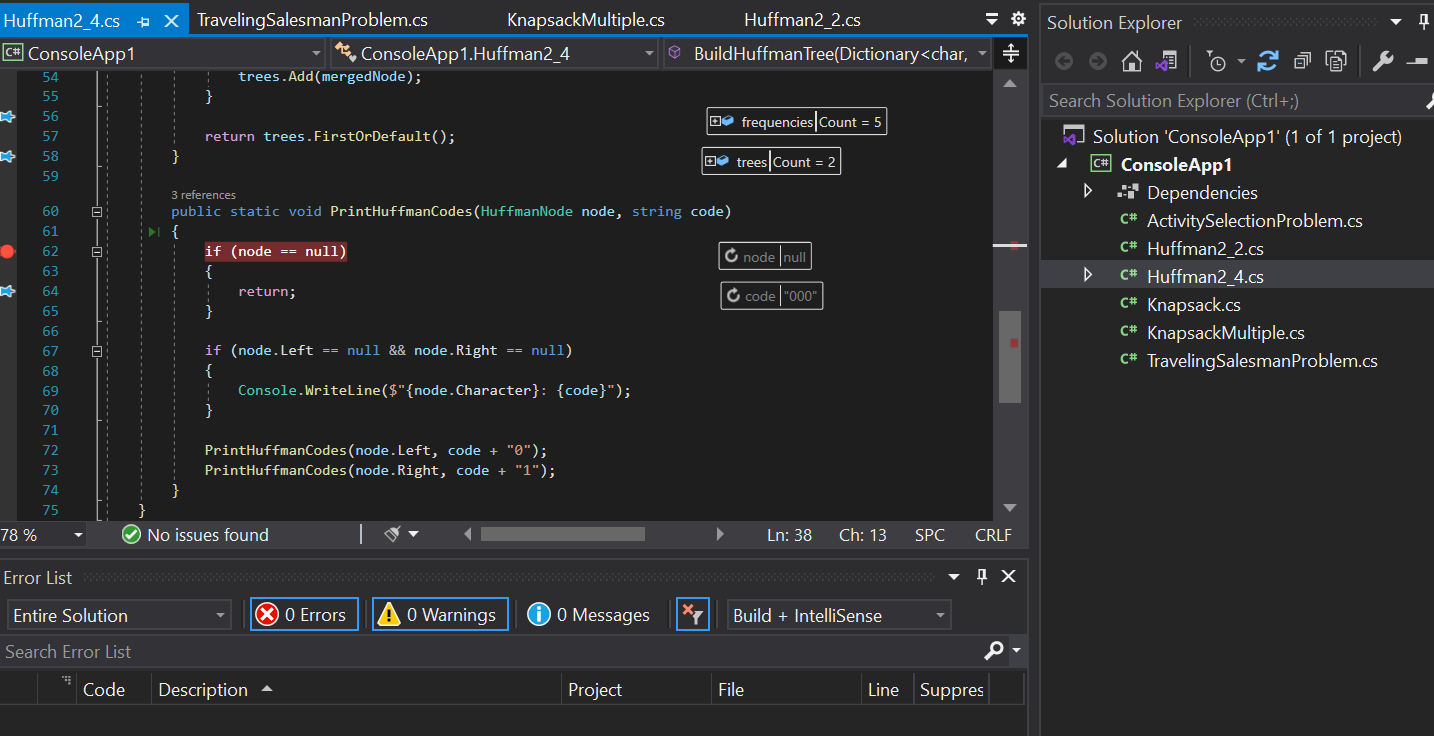 Huffman2_4.cs TravelingSalesmanProblem.cs KnapsackMultiple.cs Huffman2_2.cs
C# ConsoleApp1 ConsoleApp1.Huffman2_4 BuildHuffmanTree(Dictionary<char,
54 trees.Add(mergedNode);
55 }
56
frequencies Count = 5
57 return trees.FirstOrDefault();
58 }
trees Count = 2
59
3 references
60 public static void PrintHuffmanCodes(HuffmanNode node, string code)
61 {
62 if (node == null)
node null
63 {
64 return;
code "000"
65 }
66
67 if (node.Left == null && node.Right == null)
68 {
69 Console.WriteLine($"{node.Character}: {code}");
70 }
71
72 PrintHuffmanCodes(node.Left, code + "0");
73 PrintHuffmanCodes(node.Right, code + "1");
74 }
75 }
78 % No issues found Ln: 38 Ch: 13 SPC CRLF
Error List
Entire Solution 0 Errors 0 Warnings 0 Messages Build + IntelliSense
Search Error List
Code Description Project File Line Suppres
Solution Explorer
Search Solution Explorer (Ctrl+;)
Solution 'ConsoleApp1' (1 of 1 project)
C# ConsoleApp1
Dependencies
C# ActivitySelectionProblem.cs
C# Huffman2_2.cs
C# Huffman2_4.cs
C# Knapsack.cs
C# KnapsackMultiple.cs
C# TravelingSalesmanProblem.cs